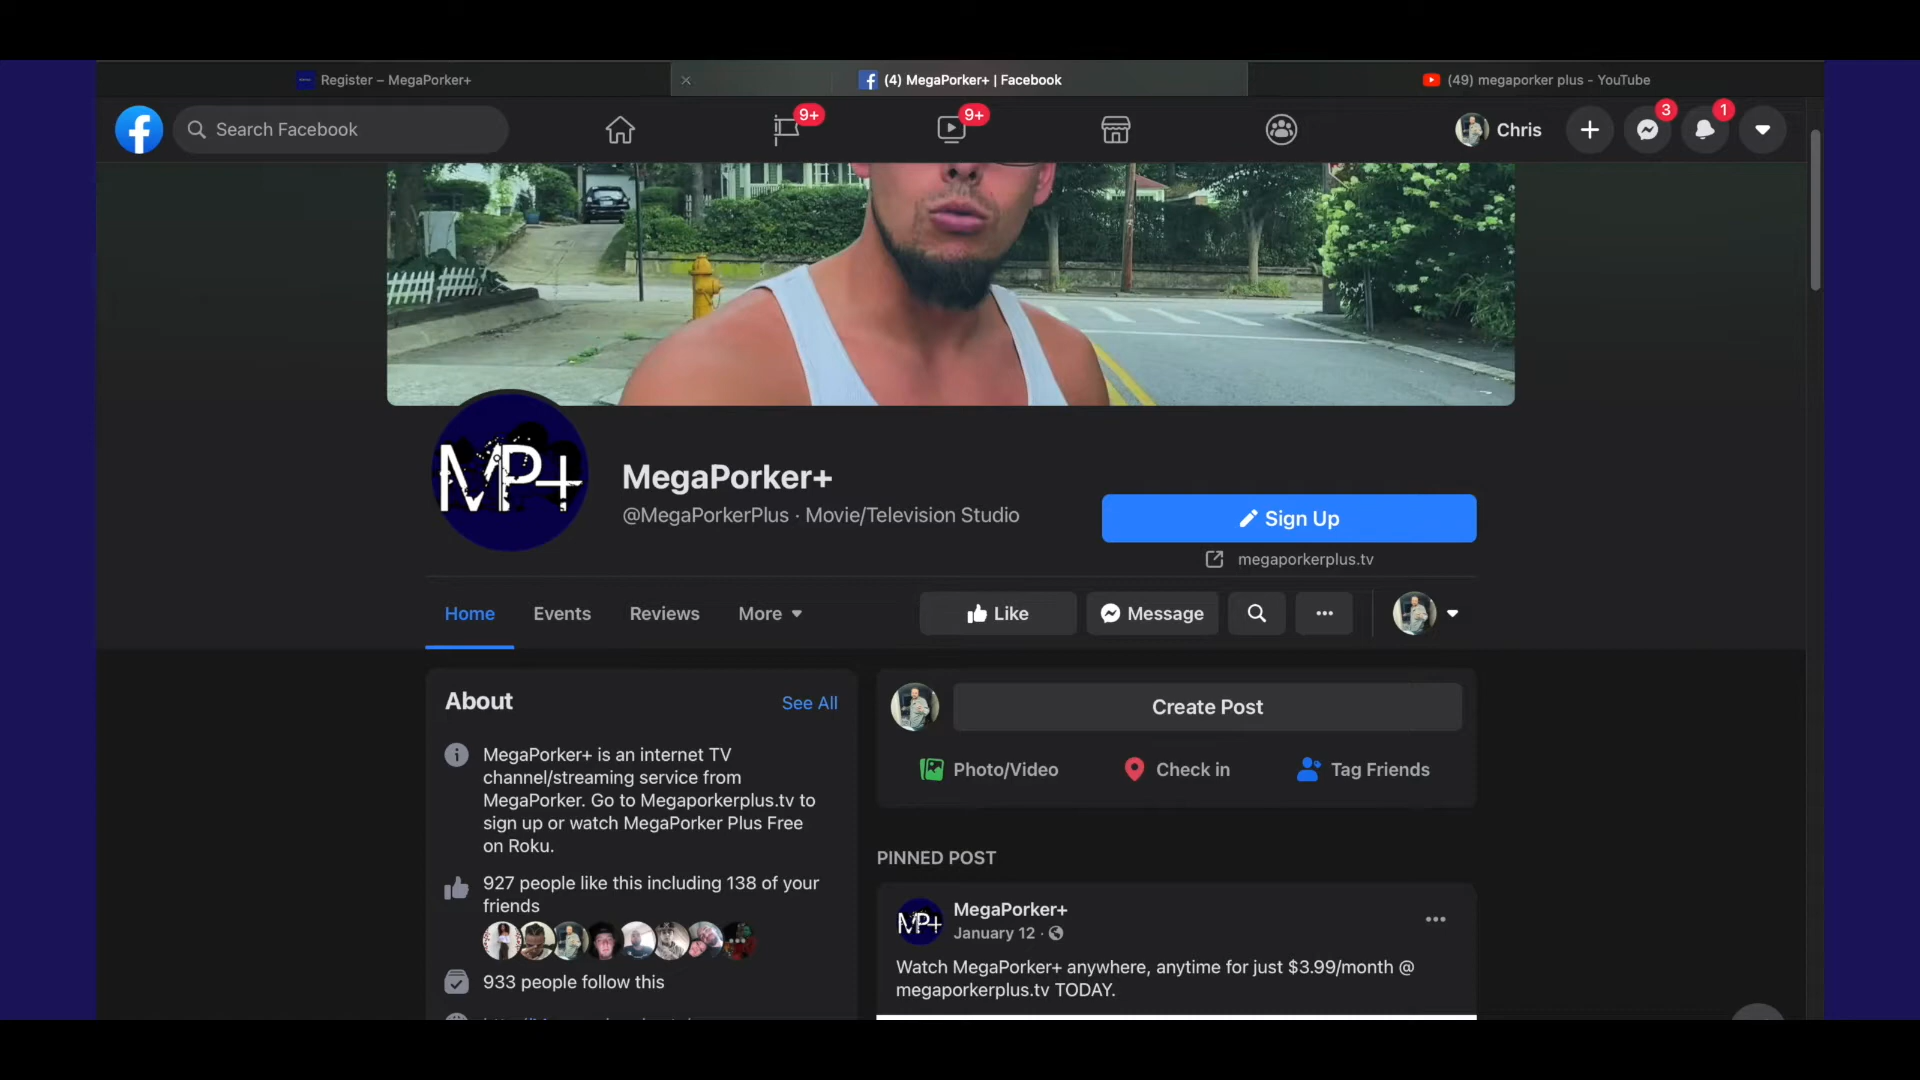 Register – MegaPorker+
(4) MegaPorker+ | Facebook
(49) megaporker plus - YouTube
Search Facebook
9+
9+
Chris
3
1
MP+
MegaPorker+
@MegaPorkerPlus · Movie/Television Studio
Sign Up
megaporkerplus.tv
Home
Events
Reviews
More
Like
Message
About
See All
MegaPorker+ is an internet TV
channel/streaming service from
MegaPorker. Go to Megaporkerplus.tv to
sign up or watch MegaPorker Plus Free
on Roku.
927 people like this including 138 of your
friends
933 people follow this
Create Post
Photo/Video
Check in
Tag Friends
PINNED POST
MP+
MegaPorker+
January 12 ·
Watch MegaPorker+ anywhere, anytime for just $3.99/month @
megaporkerplus.tv TODAY.